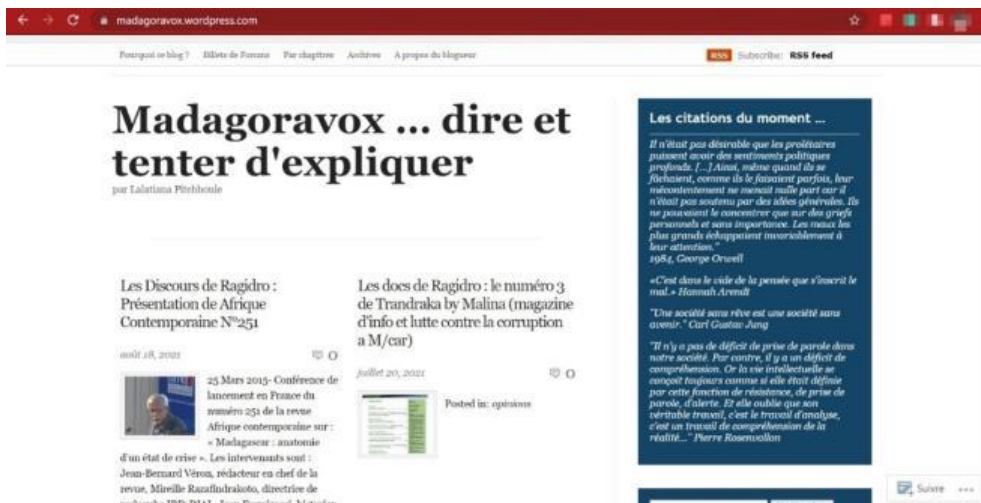 madagoravox.wordpress.com
Pourquoi ce blog ? Billets de Forums Par chapitre Archives A propos du blogueur
RSS Subscribe: RSS feed
Madagoravox ... dire et
tenter d'expliquer
par Lalatiana Pitchboule
Les Discours de Ragidro :
Présentation de Afrique
Contemporaine N°251
août 18, 2021 0
25 Mars 2015- Conférence de
lancement en France du
numéro 251 de la revue
Afrique contemporaine sur :
« Madagascar : anatomie
d'un état de crise ». Les intervenants sont :
Jean-Bernard Véron, rédacteur en chef de la
revue, Mireille Razafindrakoto, directrice de
Les docs de Ragidro : le numéro 3
de Trandraka by Malina (magazine
d'info et lutte contre la corruption
a M/car)
juillet 20, 2021 0
Posted in: opinions
Les citations du moment ...
Il n'était pas désirable que les prolétaires
puissent avoir des sentiments politiques
profonds. [...] Ainsi, même quand ils se
fâchaient, comme ils le faisaient parfois, leur
mécontentement ne menait nulle part car il
n'était pas soutenu par des idées générales. Ils
ne pouvaient le concentrer que sur des griefs
personnels et sans importance. Les maux les
plus grands échappaient invariablement à
leur attention."
1984, George Orwell
«C'est dans le vide de la pensée que s'inscrit le
mal.» Hannah Arendt
"Une société sans rêve est une société sans
avenir." Carl Gustav Jung
"Il n'y a pas de déficit de prise de parole dans
notre société. Par contre, il y a un déficit de
compréhension. Or la vie intellectuelle se
conçoit toujours comme si elle était définie
par cette fonction de résistance, de prise de
parole, d'alerte. Et elle oublie que son
véritable travail, c'est le travail d'analyse,
c'est un travail de compréhension de la
réalité..." Pierre Rosenvallon
Suivre